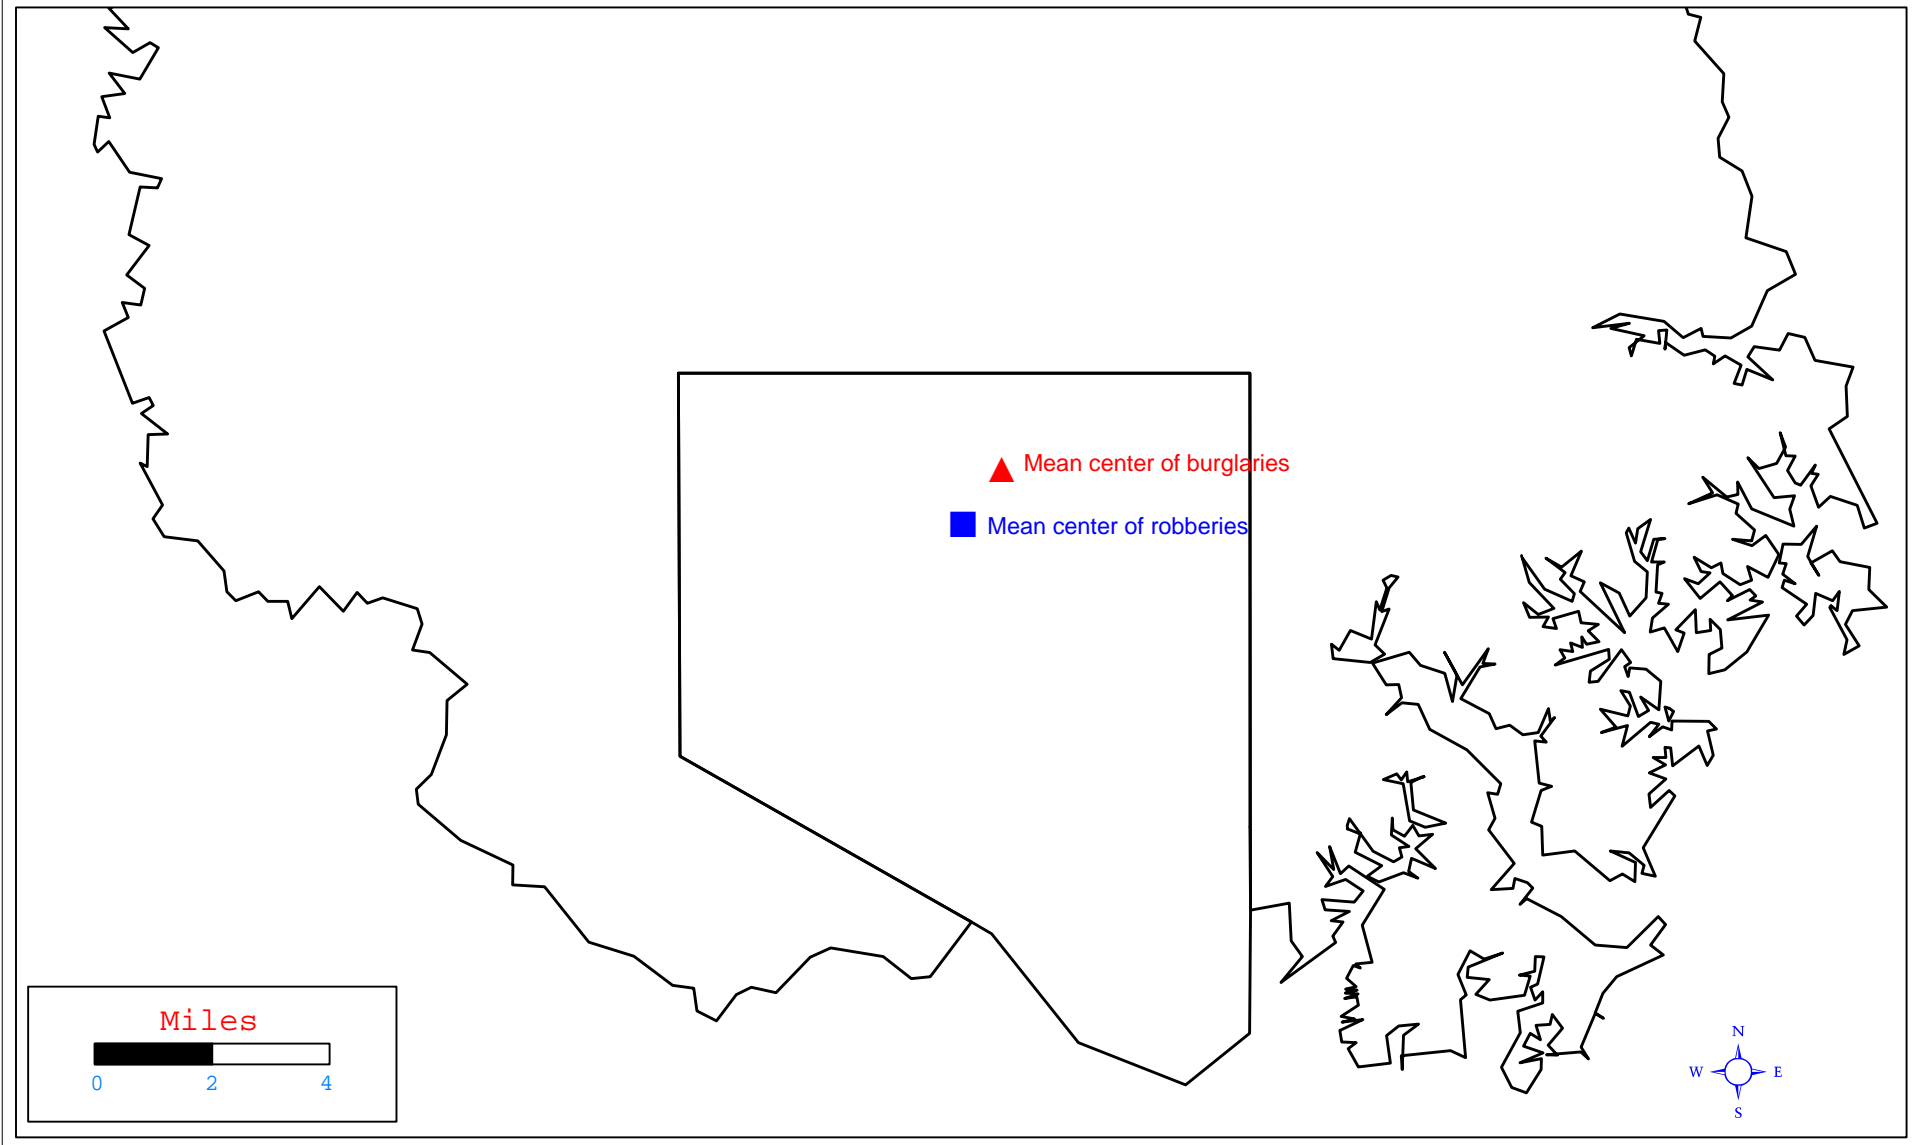 Mean center of burglaries
Mean center of robberies
Miles
0 2 4
N
W E
S